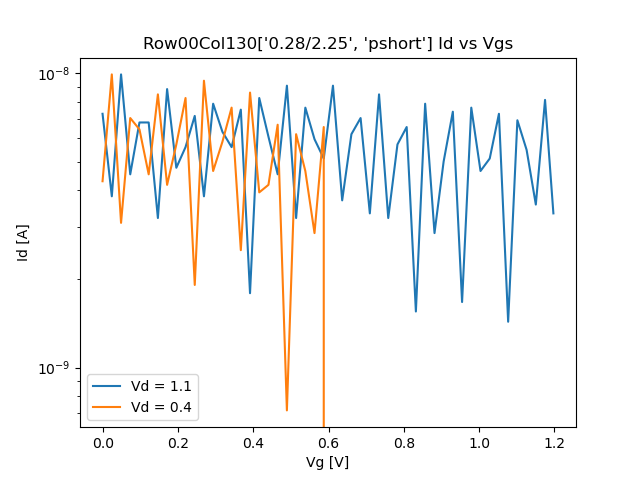 Row00Col130['0.28/2.25', 'pshort'] Id vs Vgs
10⁻⁸
Id [A]
10⁻⁹
Vd = 1.1
Vd = 0.4
0.0 0.2 0.4 0.6 0.8 1.0 1.2
Vg [V]